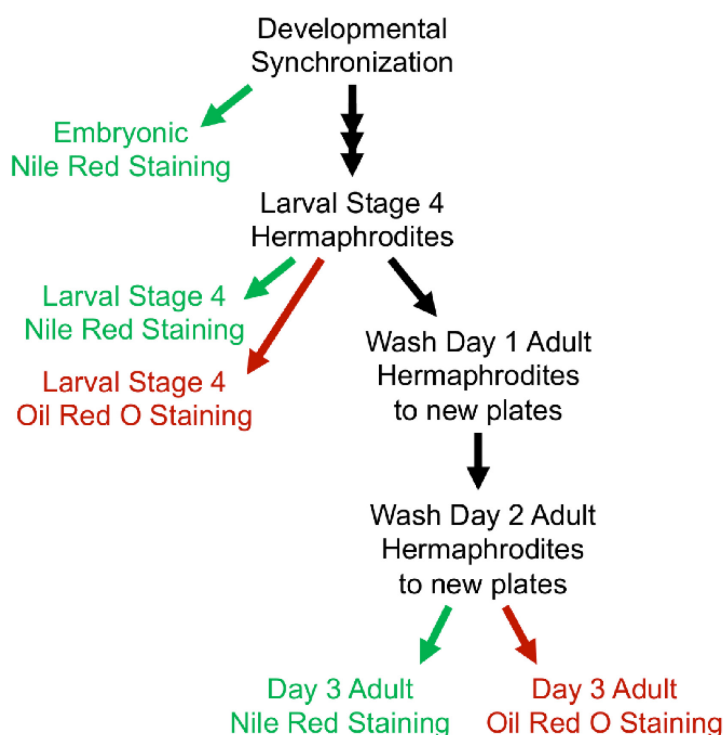 Developmental
Synchronization
Embryonic
Nile Red Staining
Larval Stage 4
Hermaphrodites
Larval Stage 4
Nile Red Staining
Larval Stage 4
Oil Red O Staining
Wash Day 1 Adult
Hermaphrodites
to new plates
Wash Day 2 Adult
Hermaphrodites
to new plates
Day 3 Adult
Nile Red Staining
Day 3 Adult
Oil Red O Staining